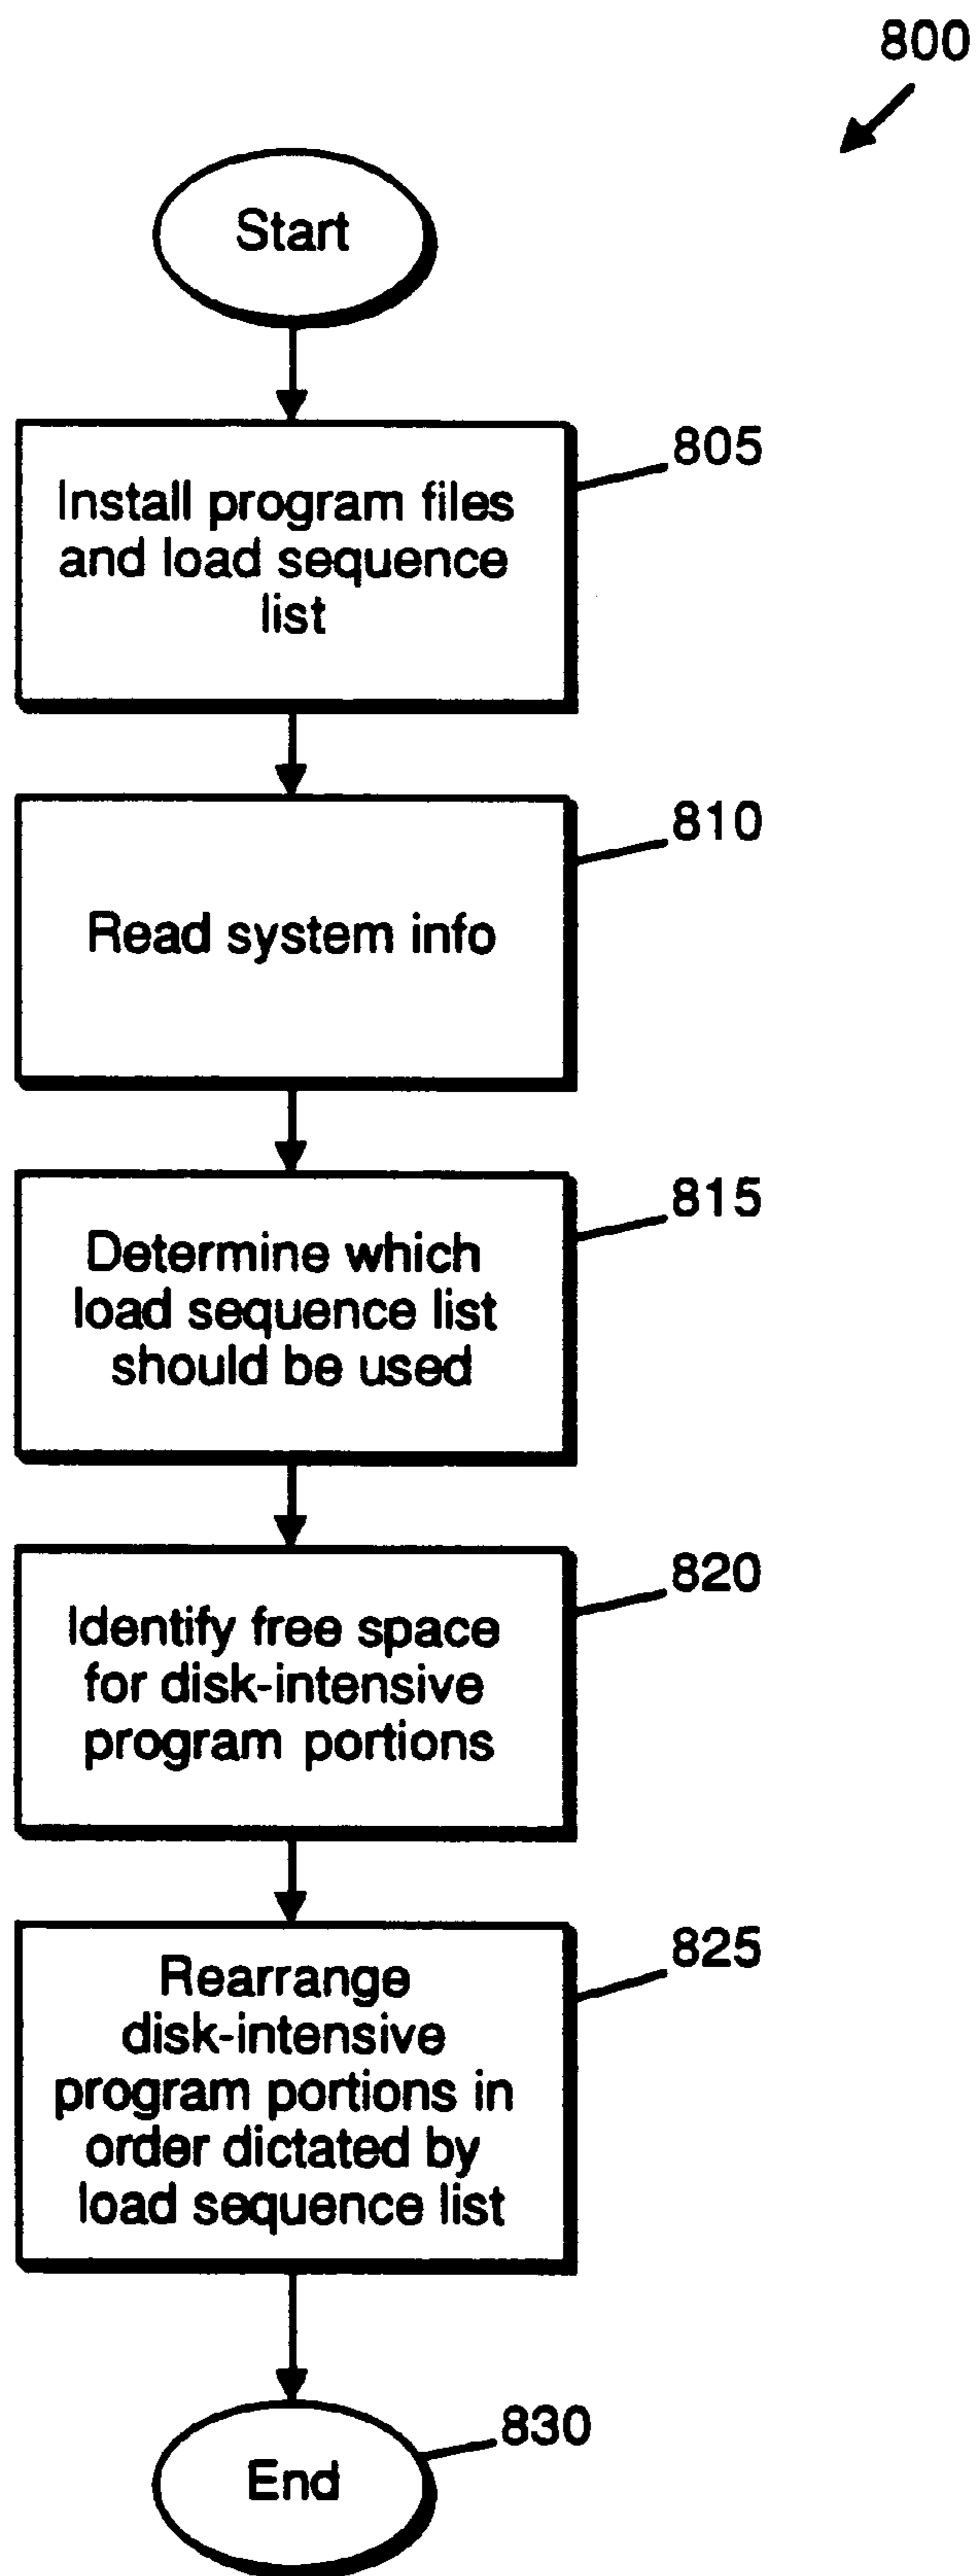 800
Start
805
Install program files
and load sequence
list
810
Read system info
815
Determine which
load sequence list
should be used
820
Identify free space
for disk-intensive
program portions
825
Rearrange
disk-intensive
program portions in
order dictated by
load sequence list
830
End